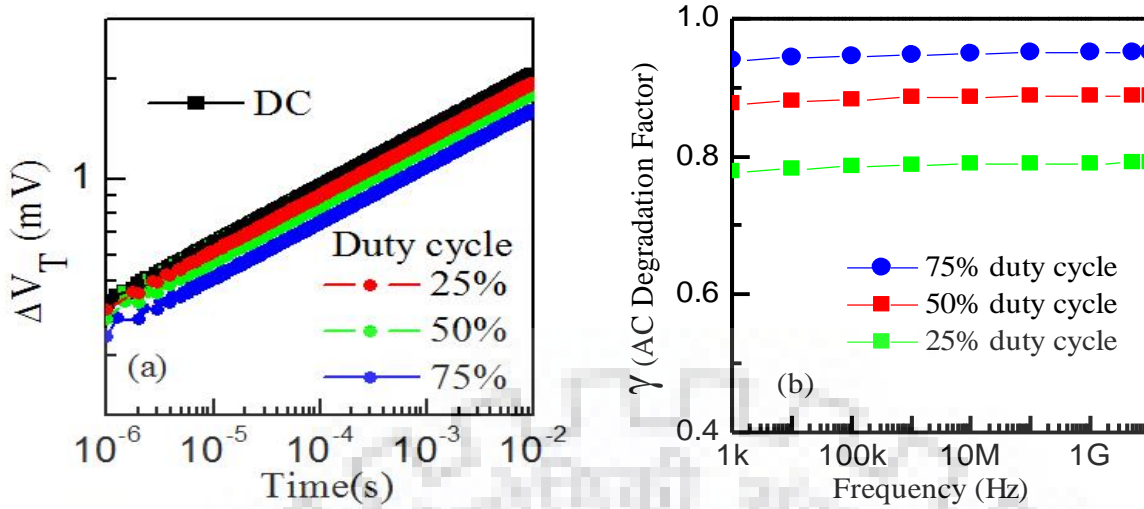 DC
1
ΔV_T (mV)
Duty cycle
25%
50%
75%
(a)
10^-6 10^-5 10^-4 10^-3 10^-2
Time(s)
1.0
0.8
0.6
0.4
γ (AC Degradation Factor)
75% duty cycle
50% duty cycle
25% duty cycle
(b)
1k 100k 10M 1G
Frequency (Hz)